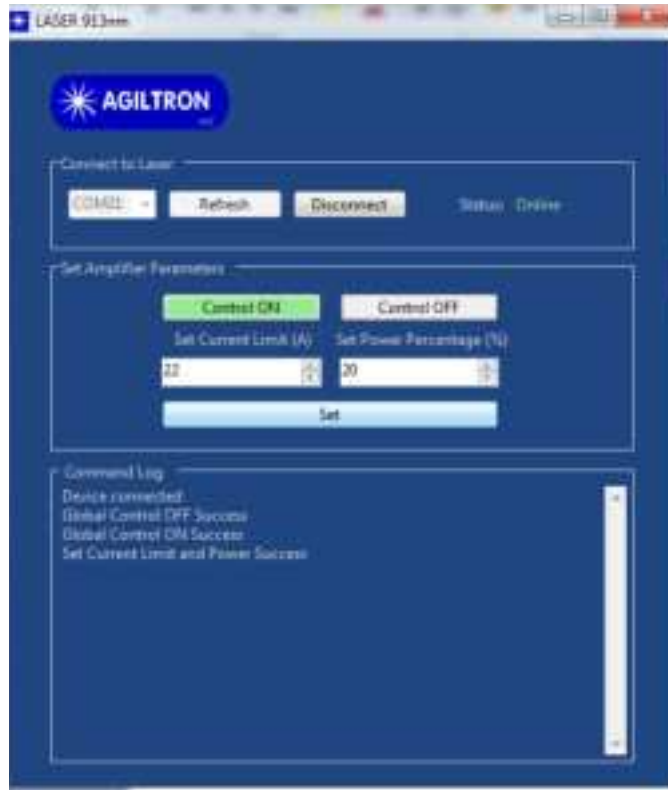 LASER 913nm
AGILTRON
Connect to Laser
Refresh Disconnect Status: Online
Set Amplifier Parameters
Control ON Control OFF
Set Current Limit (A) Set Power Percentage (%)
22 20
Set
Command Log
Device connected
Global Control OFF Success
Global Control ON Success
Set Current Limit and Power Success